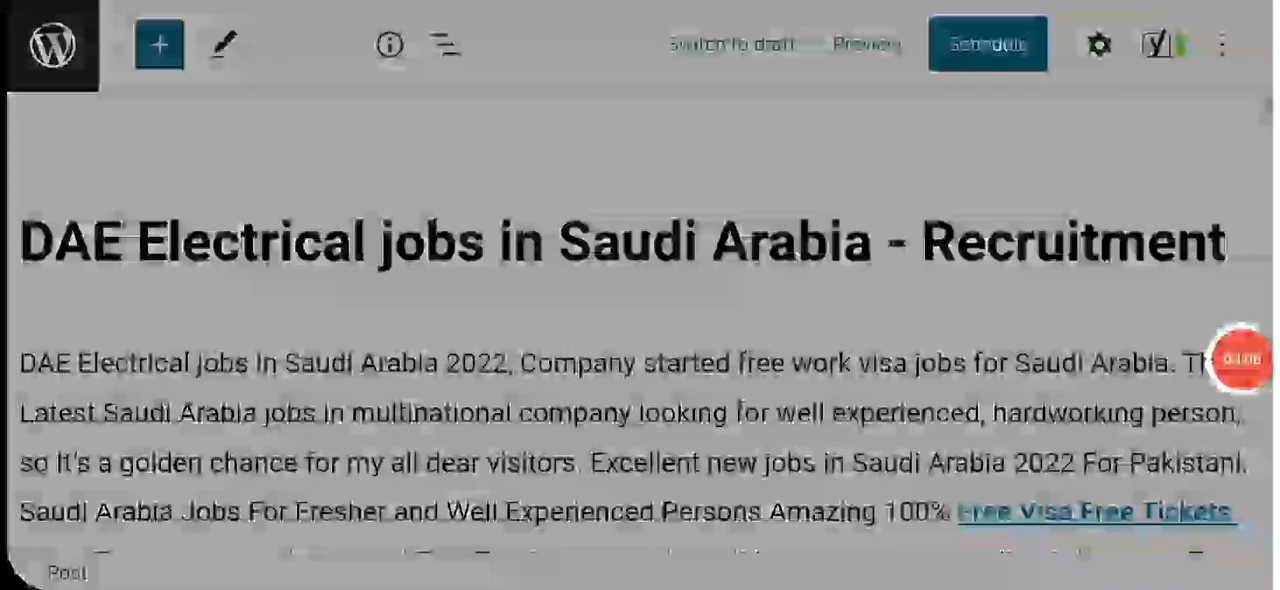 Switch to draft Preview Schedule
DAE Electrical jobs in Saudi Arabia - Recruitment
DAE Electrical jobs in Saudi Arabia 2022, Company started free work visa jobs for Saudi Arabia.
Latest Saudi Arabia jobs in multinational company looking for well experienced, hardworking person,
so It's a golden chance for my all dear visitors. Excellent new jobs in Saudi Arabia 2022 For Pakistani.
Saudi Arabia Jobs For Fresher and Well Experienced Persons Amazing 100% Free Visa Free Tickets
Post